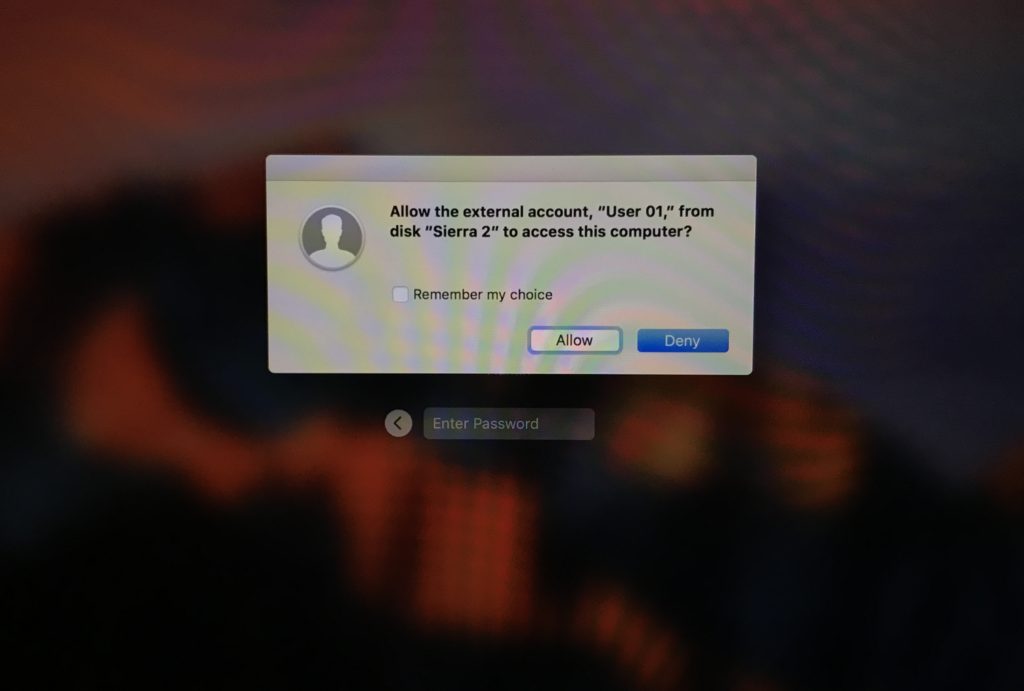 Allow the external account, “User 01,” from
disk “Sierra 2” to access this computer?
Remember my choice
Allow Deny
Enter Password